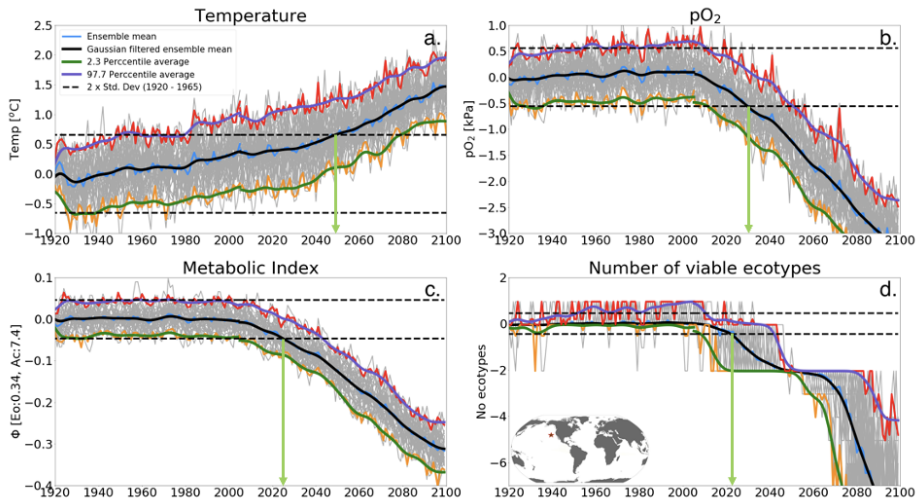 Temperature
a.
Ensemble mean
Gaussian filtered ensemble mean
2.3 Perccentile average
97.7 Perccentile average
2 x Std. Dev (1920 - 1965)
Temp [°C]
2.5
2.0
1.5
1.0
0.5
0.0
−0.5
−1.0
1920 1940 1960 1980 2000 2020 2040 2060 2080 2100
pO₂
b.
pO₂ [kPa]
1.0
0.5
0.0
−0.5
−1.0
−1.5
−2.0
−2.5
−3.0
1920 1940 1960 1980 2000 2020 2040 2060 2080 2100
Metabolic Index
c.
Φ [Eo:0.34, Ac:7.4]
0.1
0.0
−0.1
−0.2
−0.3
−0.4
1920 1940 1960 1980 2000 2020 2040 2060 2080 2100
Number of viable ecotypes
d.
No ecotypes
2
0
−2
−4
−6
1920 1940 1960 1980 2000 2020 2040 2060 2080 2100